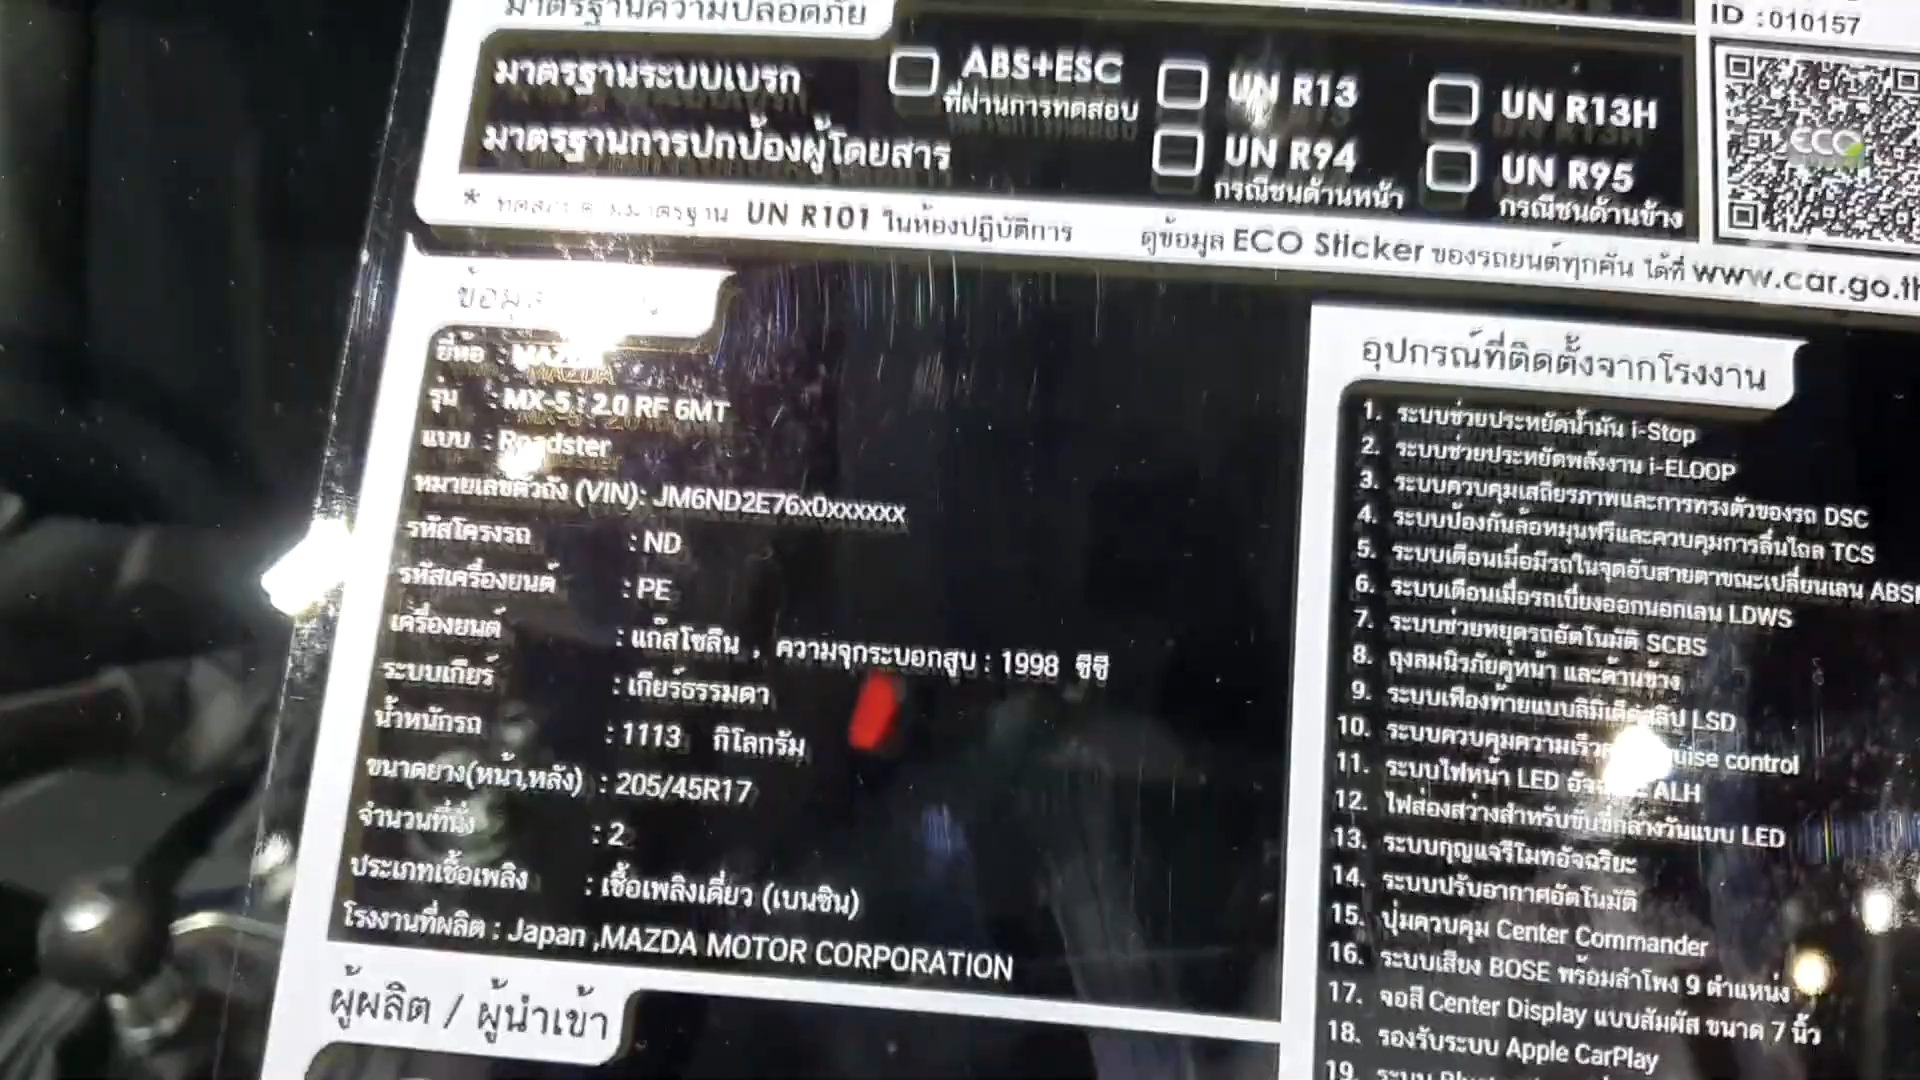 มาตรฐานความปลอดภัย
ID : 010157
มาตรฐานระบบเบรก
ABS+ESC
ที่ผ่านการทดสอบ
UN R13
UN R13H
มาตรฐานการปกป้องผู้โดยสาร
UN R94
กรณีชนด้านหน้า
UN R95
กรณีชนด้านข้าง
ECO
* UN R101 ในห้องปฏิบัติการ
ดูข้อมูล ECO Sticker ของรถยนต์ทุกคัน ได้ที่ www.car.go.th
ยี่ห้อ : MAZDA
รุ่น : MX-5 : 2.0 RF 6MT
แบบ : Roadster
หมายเลขตัวถัง (VIN): JM6ND2E76x0xxxxxx
รหัสโครงรถ : ND
รหัสเครื่องยนต์ : PE
เครื่องยนต์ : แก๊สโซลีน , ความจุกระบอกสูบ : 1998 ซีซี
ระบบเกียร์ : เกียร์ธรรมดา
น้ำหนักรถ : 1113 กิโลกรัม
ขนาดยาง(หน้า,หลัง) : 205/45R17
จำนวนที่นั่ง : 2
ประเภทเชื้อเพลิง : เชื้อเพลิงเดี่ยว (เบนซิน)
โรงงานที่ผลิต : Japan ,MAZDA MOTOR CORPORATION
ผู้ผลิต / ผู้นำเข้า
อุปกรณ์ที่ติดตั้งจากโรงงาน
1. ระบบช่วยประหยัดน้ำมัน i-Stop
2. ระบบช่วยประหยัดพลังงาน i-ELOOP
3. ระบบควบคุมเสถียรภาพและการทรงตัวของรถ DSC
4. ระบบป้องกันล้อหมุนฟรีและควบคุมการลื่นไถล TCS
5. ระบบเตือนเมื่อมีรถในจุดอับสายตาขณะเปลี่ยนเลน
6. ระบบเตือนเมื่อรถเบี่ยงออกนอกเลน LDWS
7. ระบบช่วยหยุดรถอัตโนมัติ SCBS
8. ถุงลมนิรภัยคู่หน้า และด้านข้าง
9. ระบบเฟืองท้ายแบบลิมิเต็ดสลิป LSD
10. ระบบควบคุมความเร็ว control
11. ระบบไฟหน้า LED ALH
12. ไฟส่องสว่างสำหรับขับขี่กลางวันแบบ LED
13. ระบบกุญแจรีโมทอัจฉริยะ
14. ระบบปรับอากาศอัตโนมัติ
15. ปุ่มควบคุม Center Commander
16. ระบบเสียง BOSE พร้อมลำโพง 9 ตำแหน่ง
17. จอสี Center Display แบบสัมผัส ขนาด 7 นิ้ว
18. รองรับระบบ Apple CarPlay
19. ระบบ